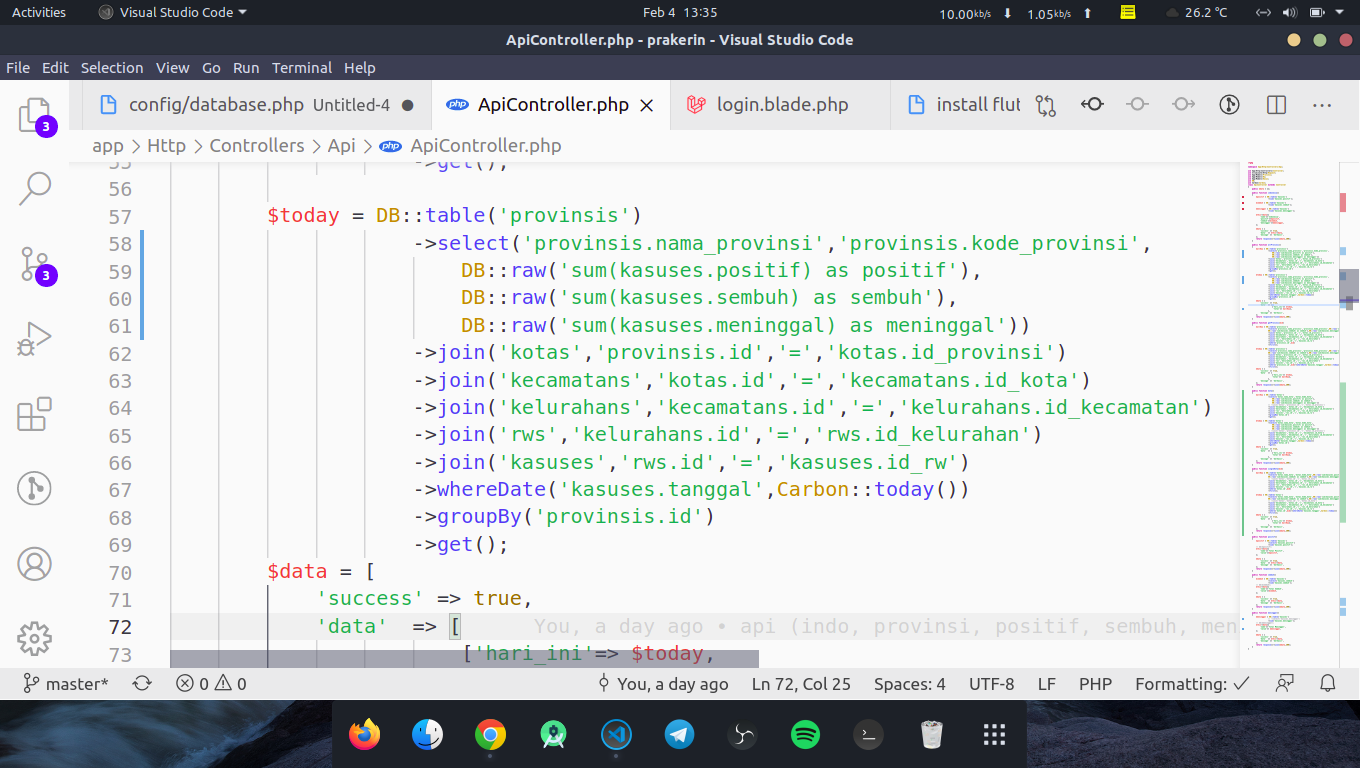 Activities Visual Studio Code Feb 4 13:35 10.00kb/s 1.05kb/s 26.2 °C
ApiController.php - prakerin - Visual Studio Code
File Edit Selection View Go Run Terminal Help
config/database.php Untitled-4 ApiController.php login.blade.php install flut
app > Http > Controllers > Api > ApiController.php
3
3
55 ->get();
56
57 $today = DB::table('provinsis')
58 ->select('provinsis.nama_provinsi','provinsis.kode_provinsi',
59 DB::raw('sum(kasuses.positif) as positif'),
60 DB::raw('sum(kasuses.sembuh) as sembuh'),
61 DB::raw('sum(kasuses.meninggal) as meninggal'))
62 ->join('kotas','provinsis.id','=','kotas.id_provinsi')
63 ->join('kecamatans','kotas.id','=','kecamatans.id_kota')
64 ->join('kelurahans','kecamatans.id','=','kelurahans.id_kecamatan')
65 ->join('rws','kelurahans.id','=','rws.id_kelurahan')
66 ->join('kasuses','rws.id','=','kasuses.id_rw')
67 ->whereDate('kasuses.tanggal',Carbon::today())
68 ->groupBy('provinsis.id')
69 ->get();
70 $data = [
71 'success' => true,
72 'data' => [ You, a day ago • api (indo, provinsi, positif, sembuh, men
73 ['hari_ini'=> $today,
master* 0 0 You, a day ago Ln 72, Col 25 Spaces: 4 UTF-8 LF PHP Formatting: ✓